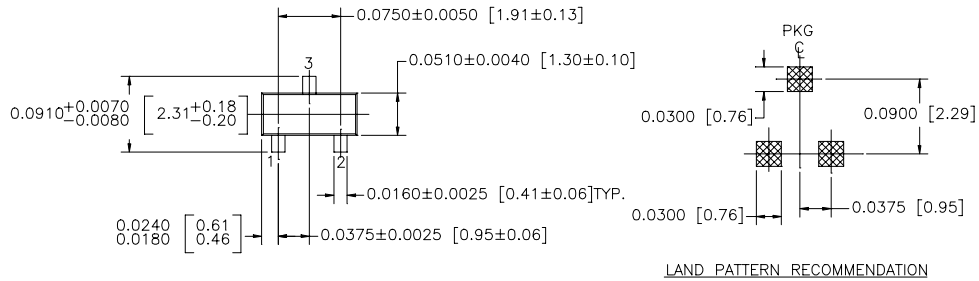 0.0750±0.0050 [1.91±0.13]
3
0.0510±0.0040 [1.30±0.10]
0.0910+0.0070 -0.0080 [2.31+0.18 -0.20]
1
2
0.0160±0.0025 [0.41±0.06]TYP.
0.0240 [0.61
0.0180 0.46]
0.0375±0.0025 [0.95±0.06]
PKG
CL
0.0300 [0.76]
0.0900 [2.29]
0.0300 [0.76]
0.0375 [0.95]
LAND PATTERN RECOMMENDATION